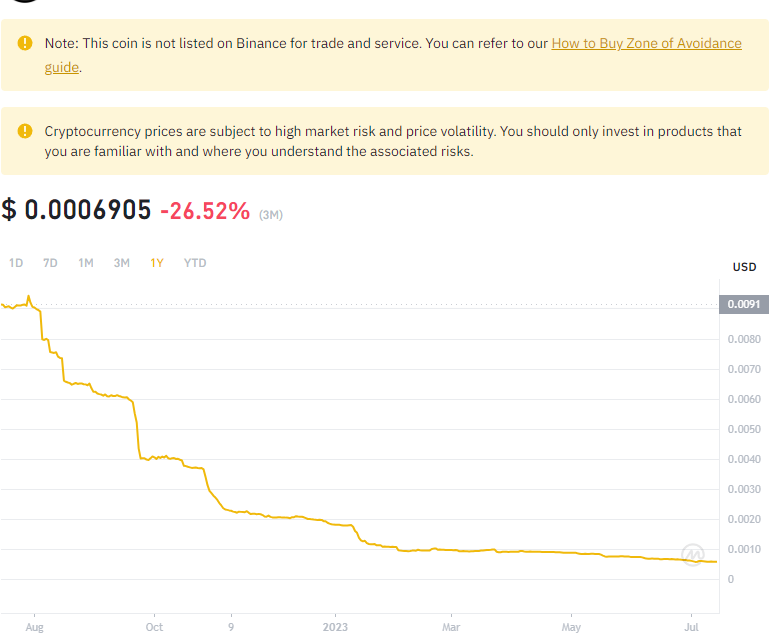 Note: This coin is not listed on Binance for trade and service. You can refer to our How to Buy Zone of Avoidance
guide.
Cryptocurrency prices are subject to high market risk and price volatility. You should only invest in products that
you are familiar with and where you understand the associated risks.
$ 0.0006905 -26.52% (3M)
1D 7D 1M 3M 1Y YTD
USD
0.0091
0.0080
0.0070
0.0060
0.0050
0.0040
0.0030
0.0020
0.0010
0
Aug Oct 9 2023 Mar May Jul